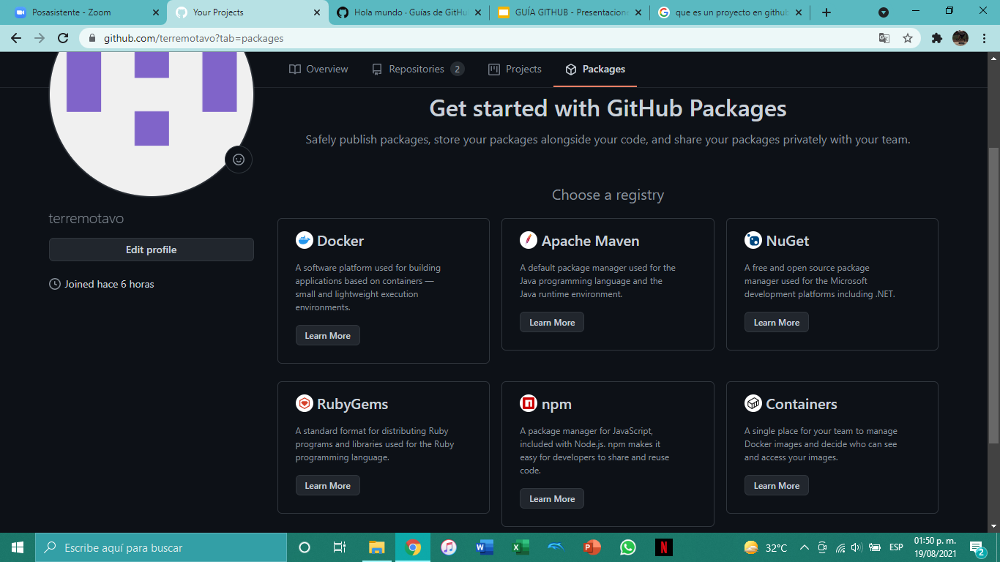 Posasistente - Zoom
Your Projects
Hola mundo · Guías de GitHu
GUÍA GITHUB - Presentacione
que es un proyecto en github
github.com/terremotavo?tab=packages
Overview
Repositories 2
Projects
Packages
Get started with GitHub Packages
Safely publish packages, store your packages alongside your code, and share your packages privately with your team.
terremotavo
Edit profile
Joined hace 6 horas
Choose a registry
Docker
A software platform used for building
applications based on containers —
small and lightweight execution
environments.
Learn More
Apache Maven
A default package manager used for the
Java programming language and the
Java runtime environment.
Learn More
NuGet
A free and open source package
manager used for the Microsoft
development platforms including .NET.
Learn More
RubyGems
A standard format for distributing Ruby
programs and libraries used for the Ruby
programming language.
Learn More
npm
A package manager for JavaScript,
included with Node.js. npm makes it
easy for developers to share and reuse
code.
Learn More
Containers
A single place for your team to manage
Docker images and decide who can see
and access your images.
Learn More
Escribe aquí para buscar
32°C
ESP
01:50 p. m.
19/08/2021
2